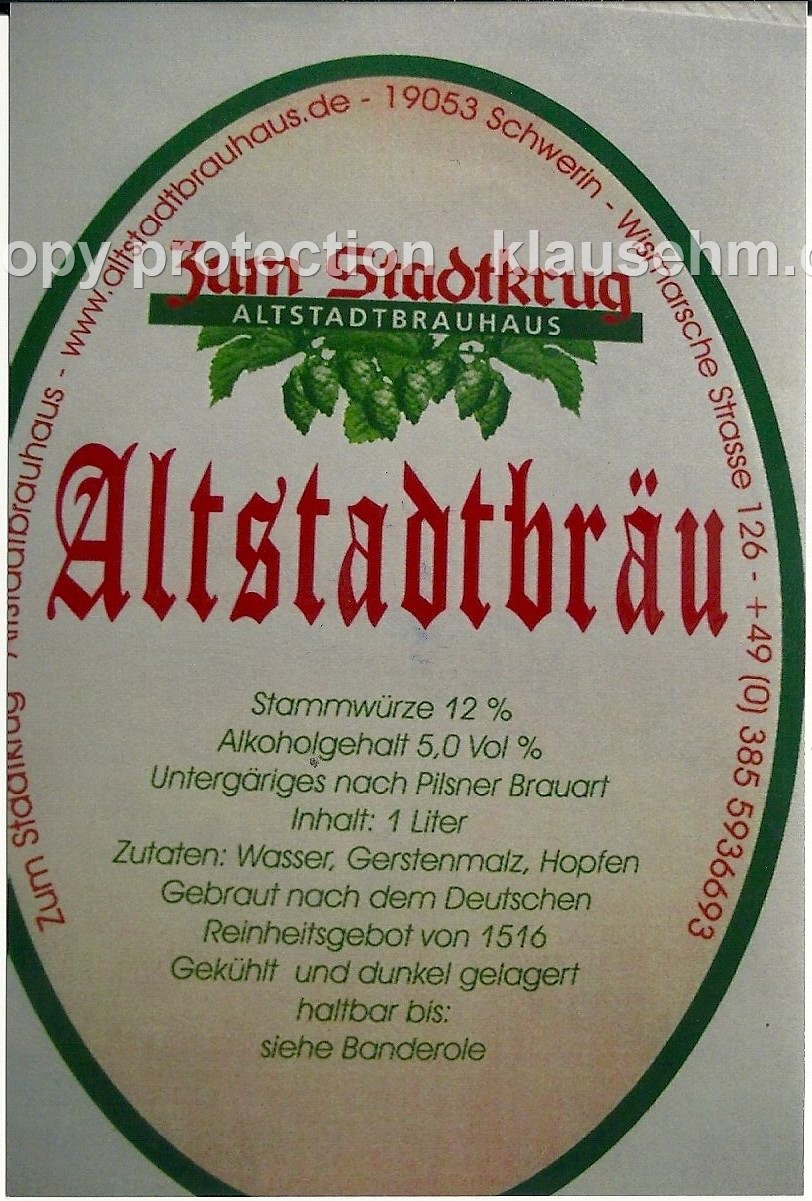 Zum Stadtkrug - Altstadtbrauhaus - www.altstadtbrauhaus.de - 19053 Schwerin - Wismarsche Strasse 126 - +49 (0) 385 5936693
opy protection klausehm.
Zum Stadtkrug
ALTSTADTBRAUHAUS
Altstadtbräu
Stammwürze 12 %
Alkoholgehalt 5,0 Vol %
Untergäriges nach Pilsner Brauart
Inhalt: 1 Liter
Zutaten: Wasser, Gerstenmalz, Hopfen
Gebraut nach dem Deutschen
Reinheitsgebot von 1516
Gekühlt und dunkel gelagert
haltbar bis:
siehe Banderole